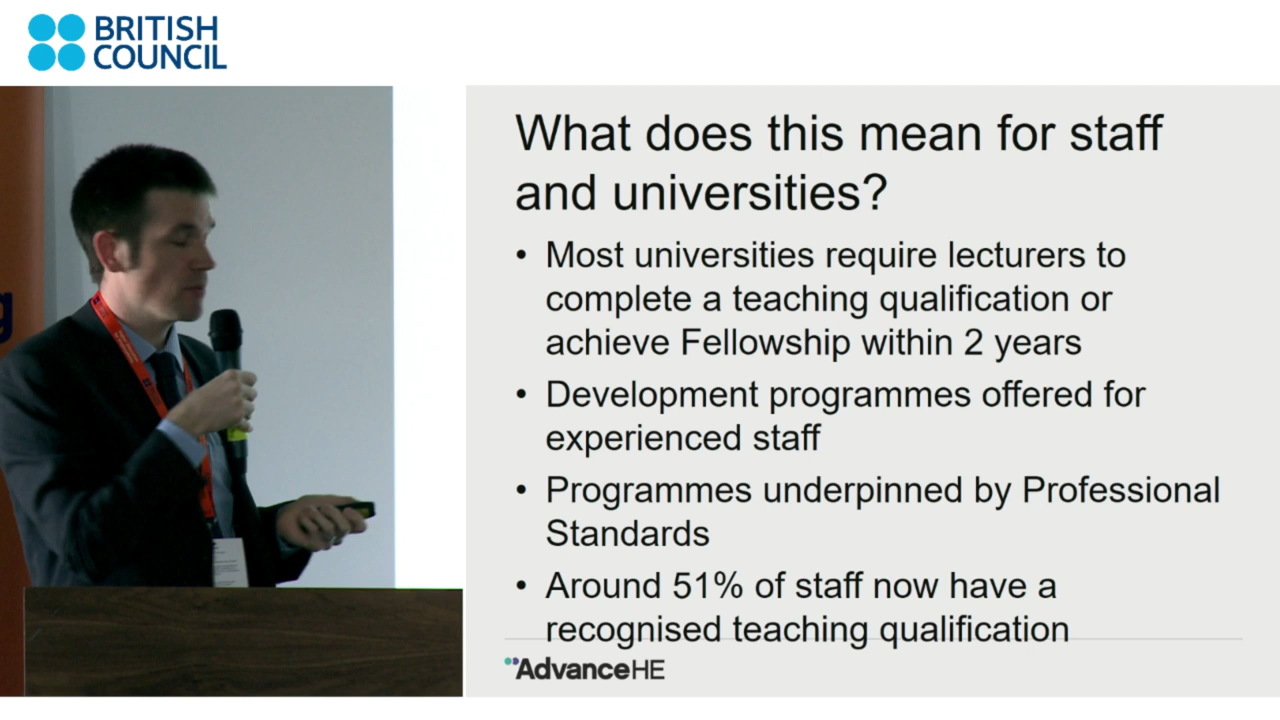 BRITISH
COUNCIL
What does this mean for staff
and universities?
• Most universities require lecturers to
complete a teaching qualification or
achieve Fellowship within 2 years
• Development programmes offered for
experienced staff
• Programmes underpinned by Professional
Standards
• Around 51% of staff now have a
recognised teaching qualification
AdvanceHE